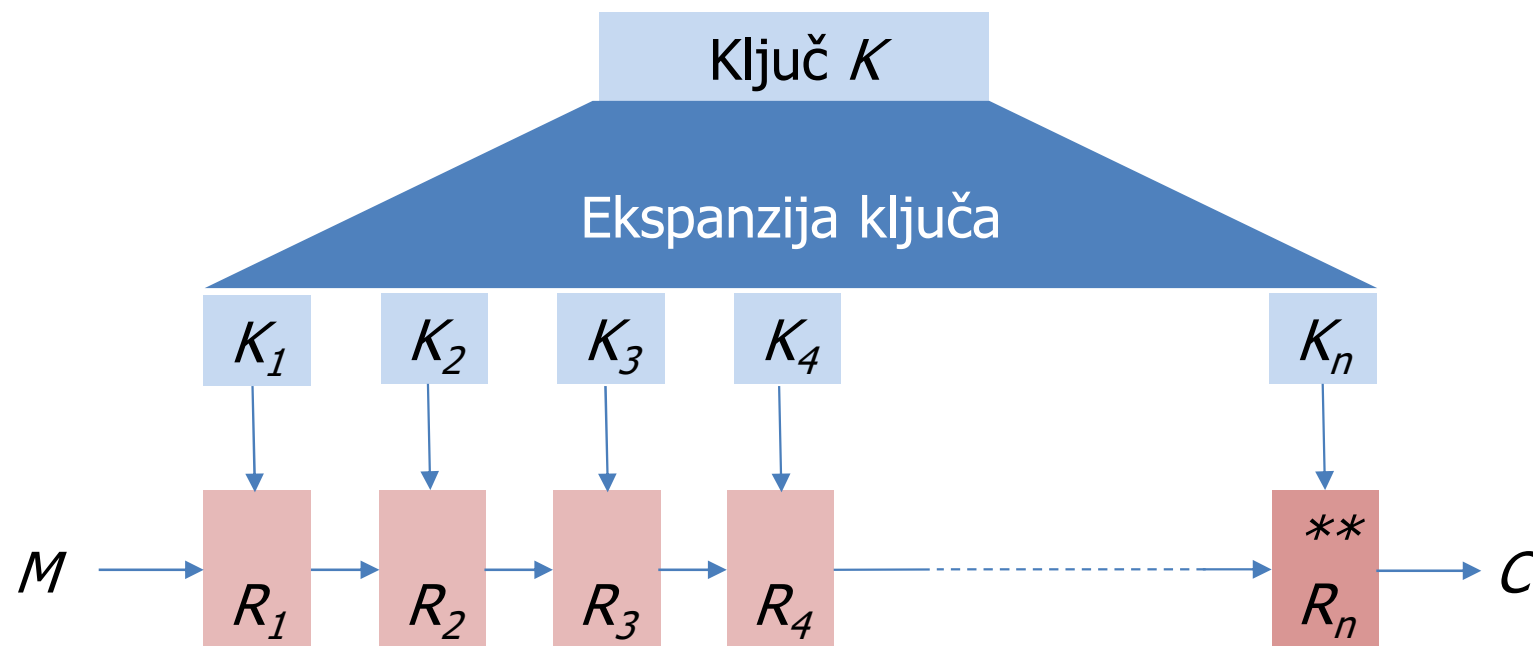 Ključ K
Ekspanzija ključa
K₁ K₂ K₃ K₄ Kₙ
**
M R₁ R₂ R₃ R₄ Rₙ C